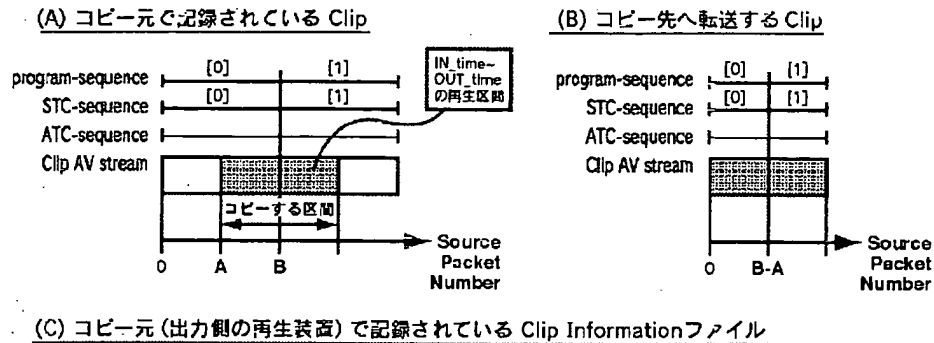 (A) コピー元で記録されている Clip
[0] [1]
program-sequence
[0] [1]
STC-sequence
ATC-sequence
Clip AV stream
IN_time~
OUT_time
の再生区間
コピーする区間
0 A B
Source
Packet
Number
(B) コピー先へ転送する Clip
[0] [1]
program-sequence
[0] [1]
STC-sequence
ATC-sequence
Clip AV stream
0 B-A
Source
Packet
Number
(C) コピー元 (出力側の再生装置) で記録されている Clip Informationファイル